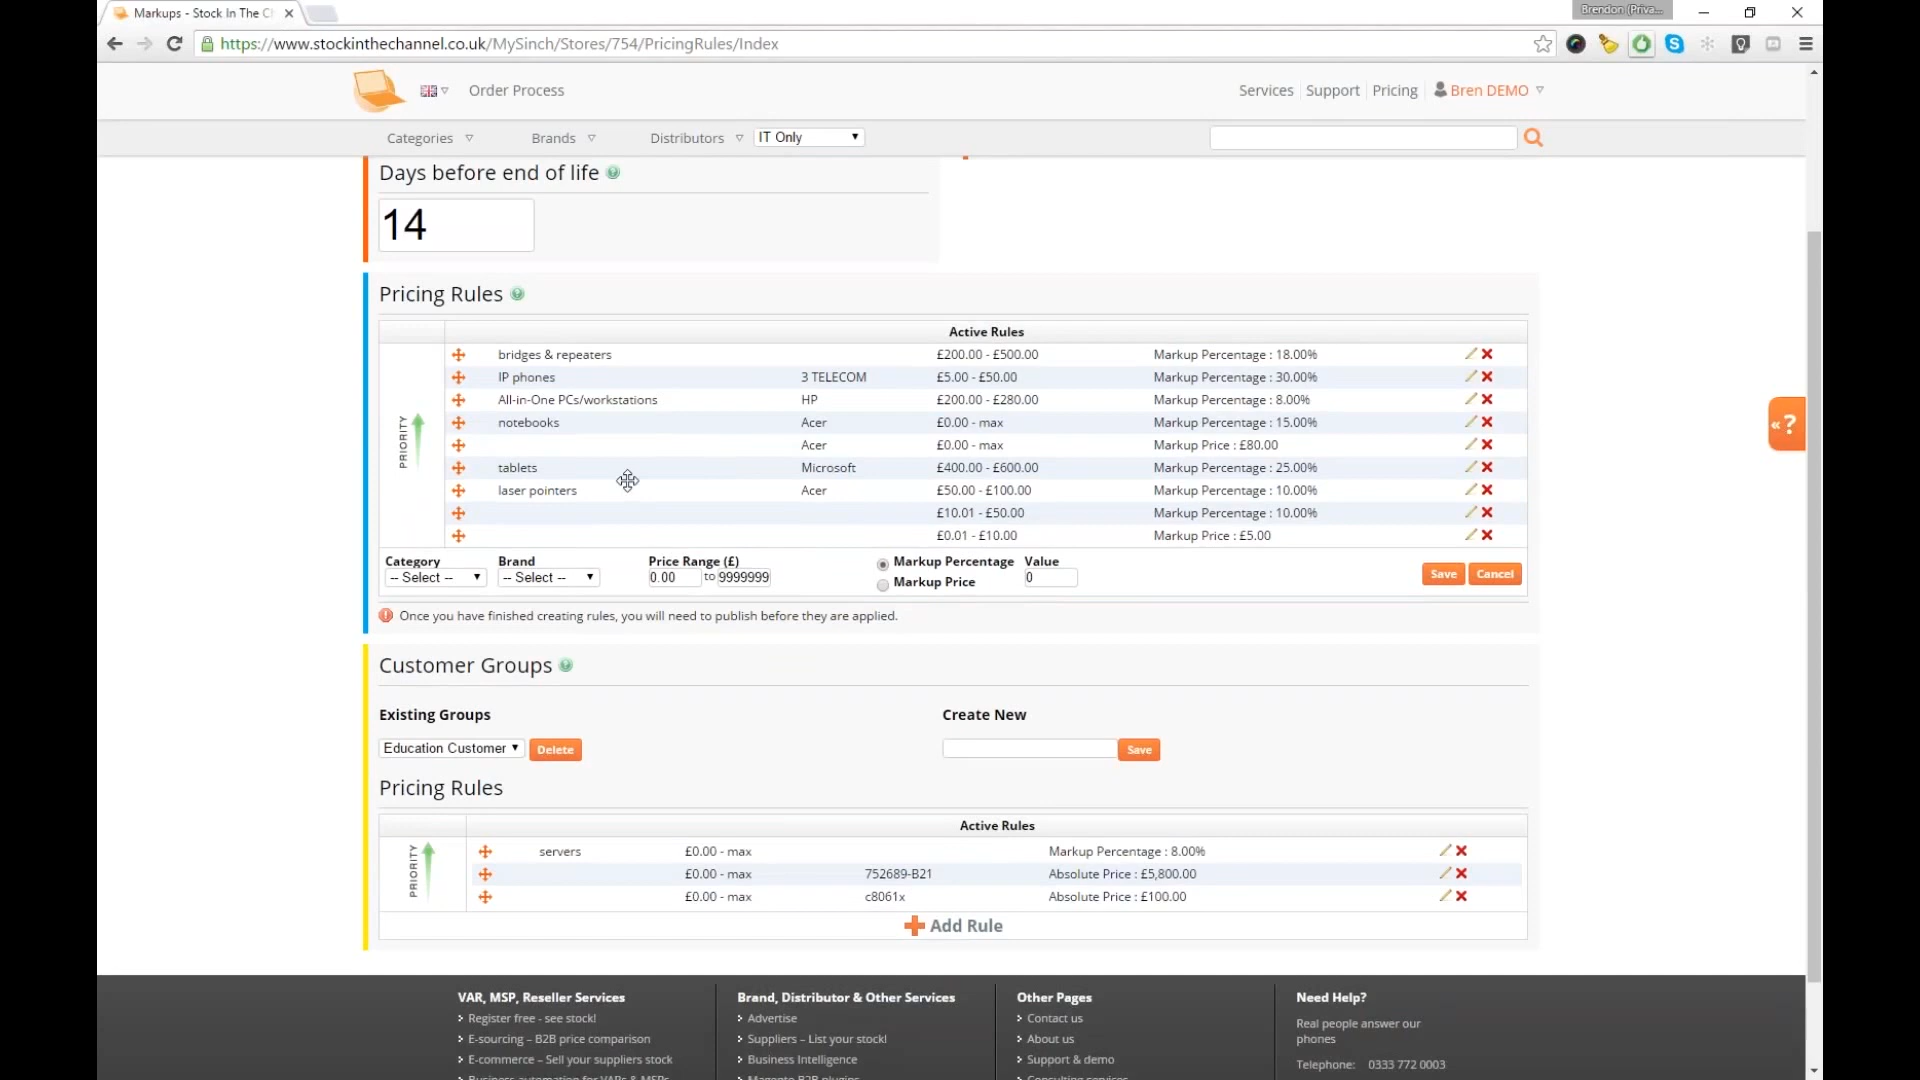 Markups - Stock In The C
Brendon (Priva...
https://www.stockinthechannel.co.uk/MySinch/Stores/754/PricingRules/Index
Order Process
Services Support Pricing Bren DEMO
Categories Brands Distributors IT Only
Days before end of life
14
Pricing Rules
Active Rules
PRIORITY
bridges & repeaters £200.00 - £500.00 Markup Percentage : 18.00%
IP phones 3 TELECOM £5.00 - £50.00 Markup Percentage : 30.00%
All-in-One PCs/workstations HP £200.00 - £280.00 Markup Percentage : 8.00%
notebooks Acer £0.00 - max Markup Percentage : 15.00%
Acer £0.00 - max Markup Price : £80.00
tablets Microsoft £400.00 - £600.00 Markup Percentage : 25.00%
laser pointers Acer £50.00 - £100.00 Markup Percentage : 10.00%
£10.01 - £50.00 Markup Percentage : 10.00%
£0.01 - £10.00 Markup Price : £5.00
Category Brand Price Range (£) Markup Percentage Value
-- Select -- -- Select -- 0.00 to 9999999 Markup Price 0 Save Cancel
Once you have finished creating rules, you will need to publish before they are applied.
« ?
Customer Groups
Existing Groups Create New
Education Customer Delete Save
Pricing Rules
Active Rules
PRIORITY
servers £0.00 - max Markup Percentage : 8.00%
£0.00 - max 752689-B21 Absolute Price : £5,800.00
£0.00 - max c8061x Absolute Price : £100.00
Add Rule
VAR, MSP, Reseller Services Brand, Distributor & Other Services Other Pages Need Help?
Register free - see stock! Advertise Contact us Real people answer our
phones
E-sourcing – B2B price comparison Suppliers – List your stock! About us
E-commerce – Sell your suppliers stock Business Intelligence Support & demo Telephone: 0333 772 0003
Business automation for VARs & MSPs Magento B2B plugins Consulting services